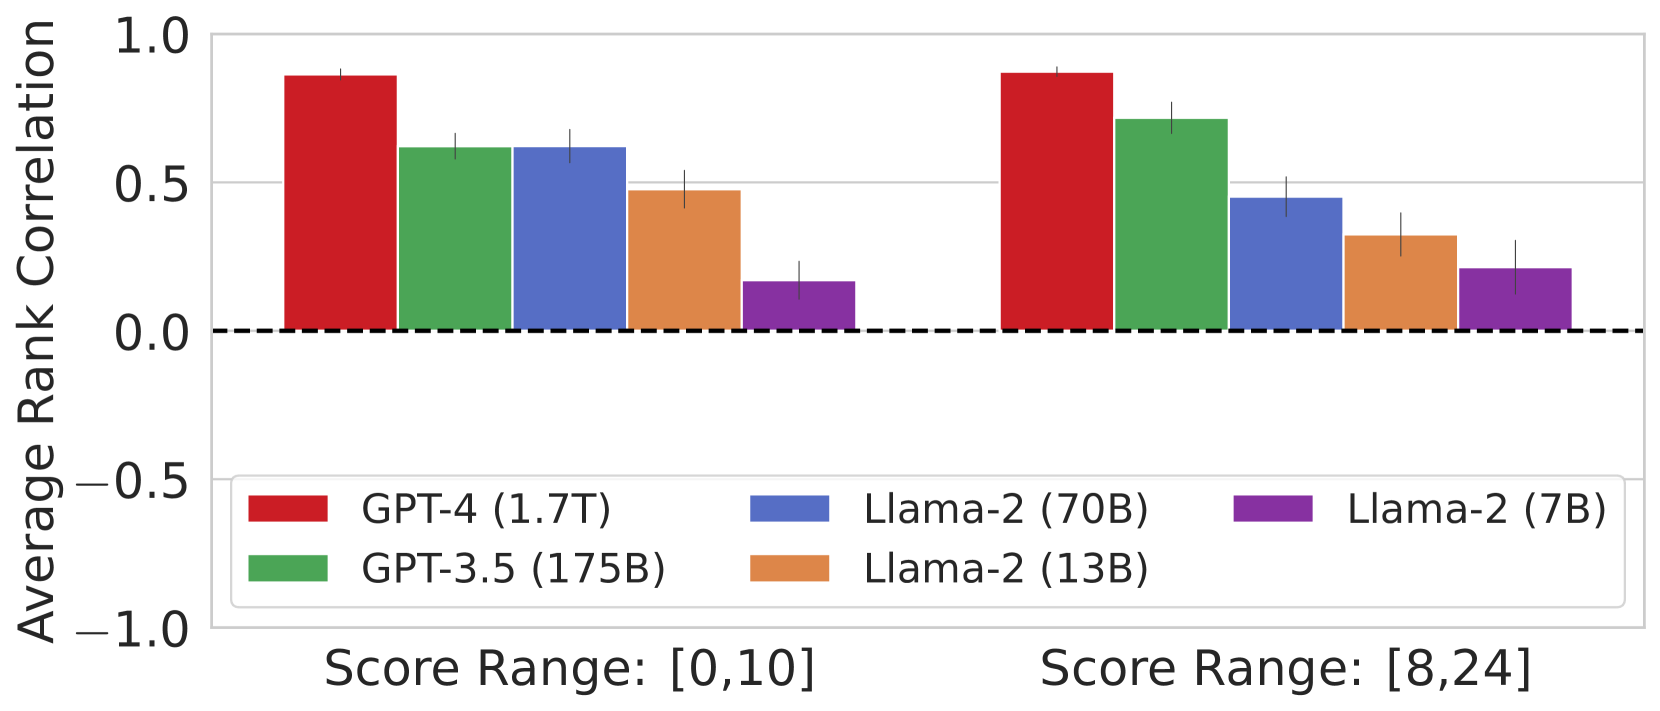 Average Rank Correlation
1.0
0.5
0.0
−0.5
−1.0
GPT-4 (1.7T)
GPT-3.5 (175B)
Llama-2 (70B)
Llama-2 (13B)
Llama-2 (7B)
Score Range: [0,10]
Score Range: [8,24]